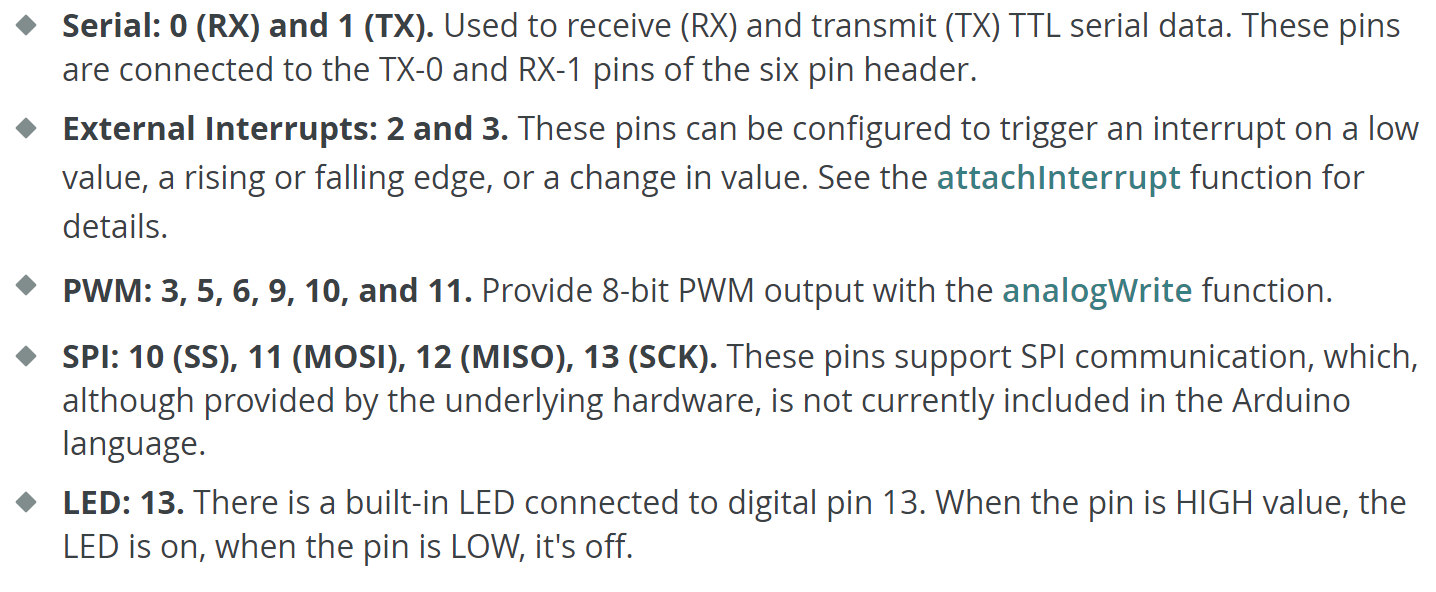 Serial: 0 (RX) and 1 (TX). Used to receive (RX) and transmit (TX) TTL serial data. These pins
are connected to the TX-0 and RX-1 pins of the six pin header.
External Interrupts: 2 and 3. These pins can be configured to trigger an interrupt on a low
value, a rising or falling edge, or a change in value. See the attachInterrupt function for
details.
PWM: 3, 5, 6, 9, 10, and 11. Provide 8-bit PWM output with the analogWrite function.
SPI: 10 (SS), 11 (MOSI), 12 (MISO), 13 (SCK). These pins support SPI communication, which,
although provided by the underlying hardware, is not currently included in the Arduino
language.
LED: 13. There is a built-in LED connected to digital pin 13. When the pin is HIGH value, the
LED is on, when the pin is LOW, it's off.